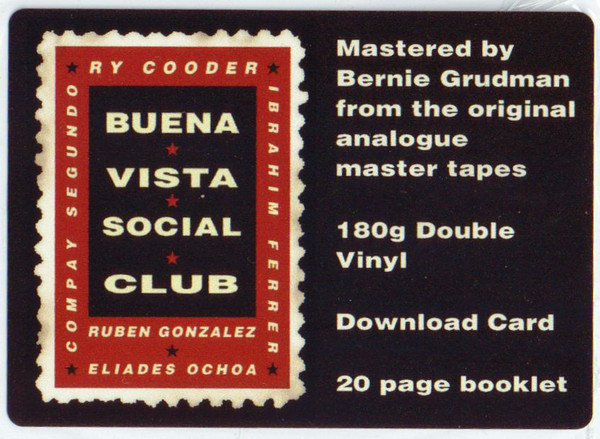 RY COODER
COMPAY SEGUNDO
IBRAHIM FERRER
BUENA
VISTA
SOCIAL
CLUB
RUBEN GONZALEZ
ELIADES OCHOA
Mastered by
Bernie Grudman
from the original
analogue
master tapes
180g Double
Vinyl
Download Card
20 page booklet